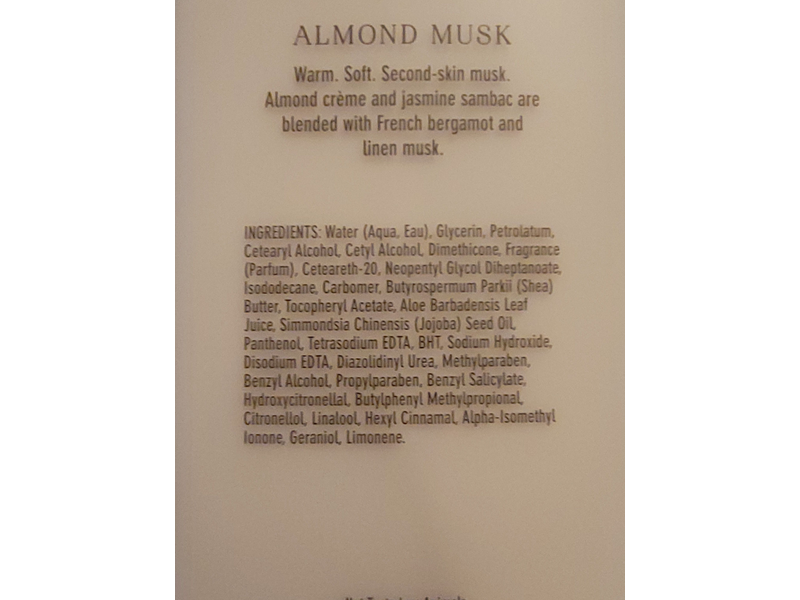 ALMOND MUSK
Warm. Soft. Second-skin musk.
Almond crème and jasmine sambac are
blended with French bergamot and
linen musk.
INGREDIENTS: Water (Aqua, Eau), Glycerin, Petrolatum,
Cetearyl Alcohol, Cetyl Alcohol, Dimethicone, Fragrance
(Parfum), Ceteareth-20, Neopentyl Glycol Diheptanoate,
Isododecane, Carbomer, Butyrospermum Parkii (Shea)
Butter, Tocopheryl Acetate, Aloe Barbadensis Leaf
Juice, Simmondsia Chinensis (Jojoba) Seed Oil,
Panthenol, Tetrasodium EDTA, BHT, Sodium Hydroxide,
Disodium EDTA, Diazolidinyl Urea, Methylparaben,
Benzyl Alcohol, Propylparaben, Benzyl Salicylate,
Hydroxycitronellal, Butylphenyl Methylpropional,
Citronellol, Linalool, Hexyl Cinnamal, Alpha-Isomethyl
Ionone, Geraniol, Limonene.